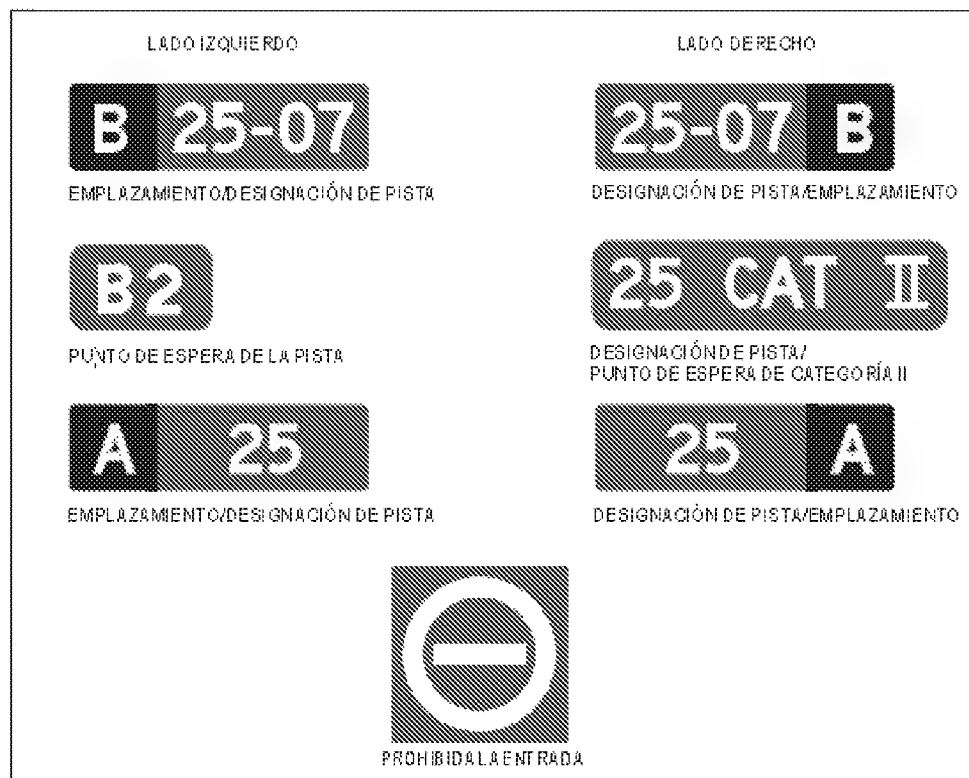 LADO IZQUIERDO
LADO DERECHO
B 25-07
25-07 B
EMPLAZAMIENTO/DESIGNACIÓN DE PISTA
DESIGNACIÓN DE PISTA/EMPLAZAMIENTO
B2
25 CAT II
PUNTO DE ESPERA DE LA PISTA
DESIGNACIÓN DE PISTA/
PUNTO DE ESPERA DE CATEGORÍA II
A 25
25 A
EMPLAZAMIENTO/DESIGNACIÓN DE PISTA
DESIGNACIÓN DE PISTA/EMPLAZAMIENTO
PROHIBIDA LA ENTRADA